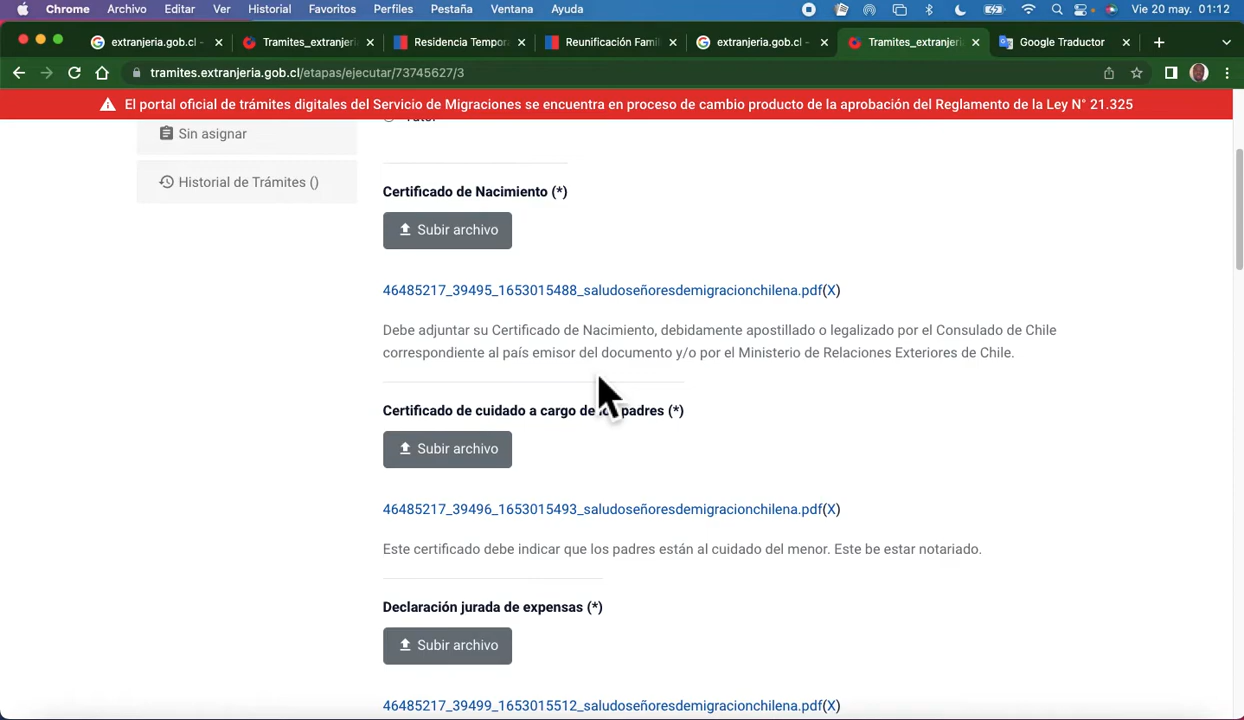 Chrome Archivo Editar Ver Historial Favoritos Perfiles Pestaña Ventana Ayuda Vie 20 may. 01:12
extranjeria.gob.cl - Tramites_extranjeri Residencia Tempora Reunificación Famil extranjeria.gob.cl - Tramites_extranjeri Google Traductor
tramites.extranjeria.gob.cl/etapas/ejecutar/73745627/3
El portal oficial de trámites digitales del Servicio de Migraciones se encuentra en proceso de cambio producto de la aprobación del Reglamento de la Ley N° 21.325
Sin asignar
Historial de Trámites ()
Certificado de Nacimiento (*)
Subir archivo
46485217_39495_1653015488_saludoseñoresdemigracionchilena.pdf(X)
Debe adjuntar su Certificado de Nacimiento, debidamente apostillado o legalizado por el Consulado de Chile
correspondiente al país emisor del documento y/o por el Ministerio de Relaciones Exteriores de Chile.
Certificado de cuidado a cargo de los padres (*)
Subir archivo
46485217_39496_1653015493_saludoseñoresdemigracionchilena.pdf(X)
Este certificado debe indicar que los padres están al cuidado del menor. Este be estar notariado.
Declaración jurada de expensas (*)
Subir archivo
46485217_39499_1653015512_saludoseñoresdemigracionchilena.pdf(X)